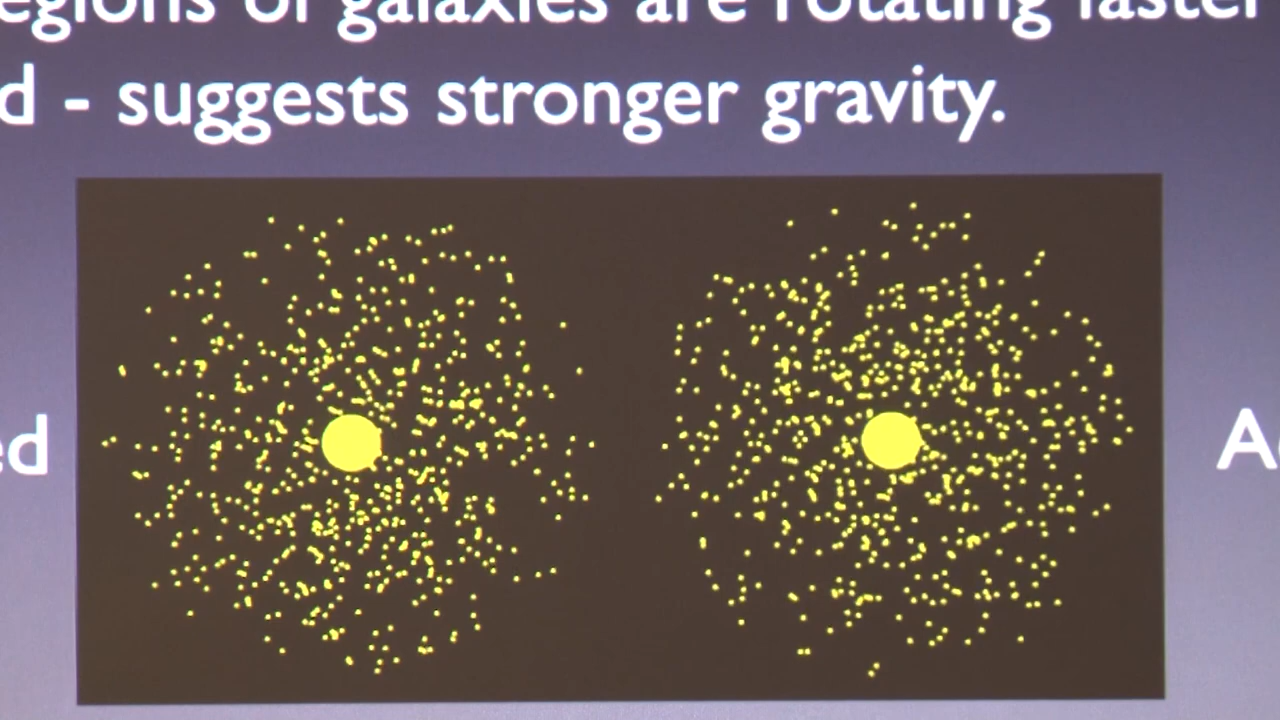 egions of galaxies are rotating faster
d - suggests stronger gravity.
ed
A